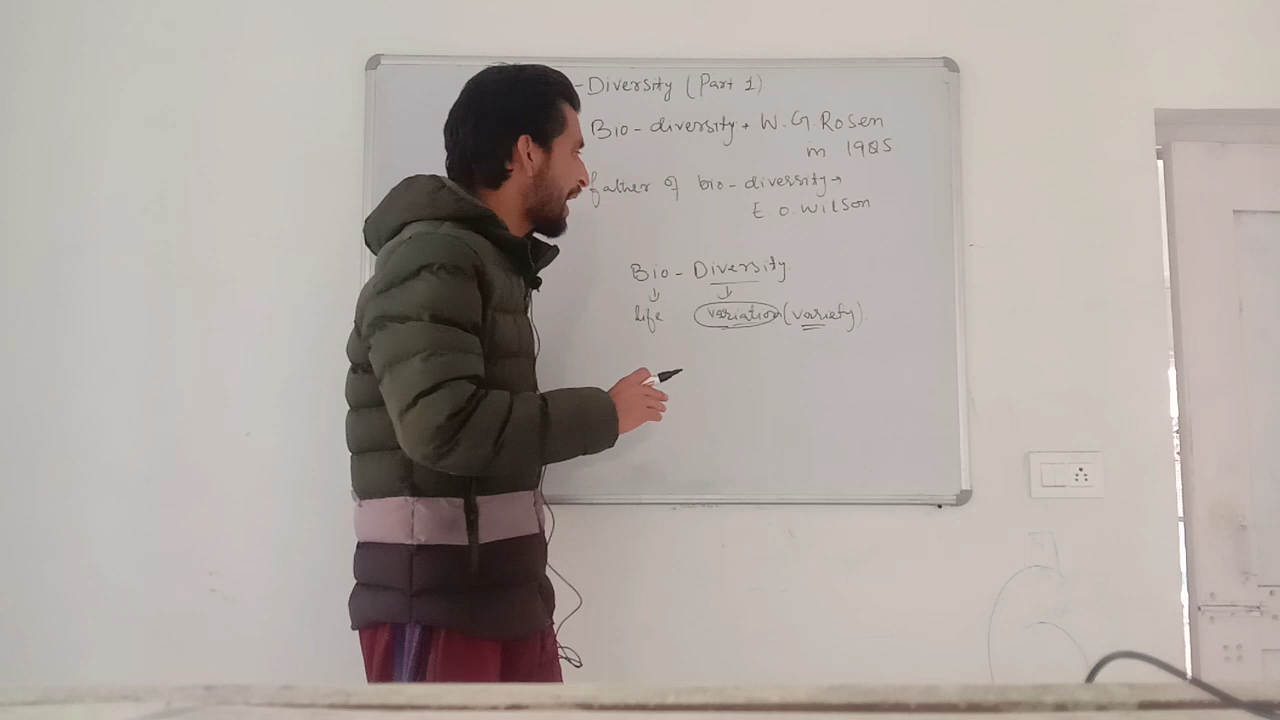 -Diversity (Part 1)
Bio-diversity → W. G. Rosen
in 1985
father of bio-diversity→
E. O. Wilson
Bio-Diversity
↓ ↓
life variation (variety)